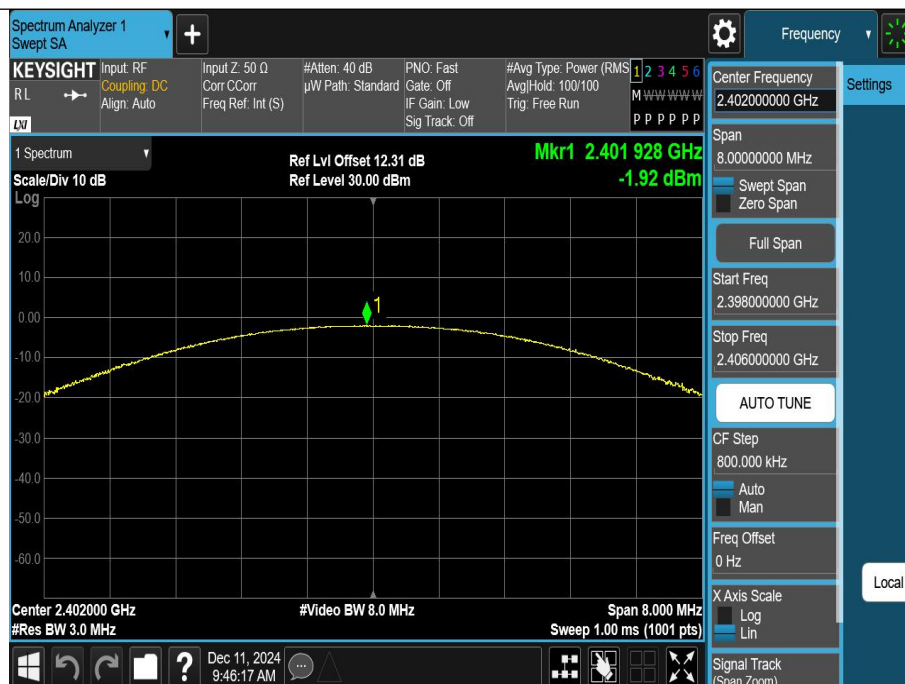 Spectrum Analyzer 1
Swept SA
+
Frequency
KEYSIGHT
RL
LXI
Input: RF
Coupling: DC
Align: Auto
Input Z: 50 Ω
Corr CCorr
Freq Ref: Int (S)
#Atten: 40 dB
µW Path: Standard
PNO: Fast
Gate: Off
IF Gain: Low
Sig Track: Off
#Avg Type: Power (RMS
Avg|Hold: 100/100
Trig: Free Run
1 2 3 4 5 6
M W W W W W
P P P P P P
1 Spectrum
Scale/Div 10 dB
Log
Ref Lvl Offset 12.31 dB
Ref Level 30.00 dBm
Mkr1 2.401 928 GHz
-1.92 dBm
20.0
10.0
0.00
-10.0
-20.0
-30.0
-40.0
-50.0
-60.0
1
Center 2.402000 GHz
#Res BW 3.0 MHz
#Video BW 8.0 MHz
Span 8.000 MHz
Sweep 1.00 ms (1001 pts)
?
Dec 11, 2024
9:46:17 AM
Center Frequency
2.402000000 GHz
Span
8.00000000 MHz
Swept Span
Zero Span
Full Span
Start Freq
2.398000000 GHz
Stop Freq
2.406000000 GHz
AUTO TUNE
CF Step
800.000 kHz
Auto
Man
Freq Offset
0 Hz
X Axis Scale
Log
Lin
Signal Track
(Span Zoom)
Settings
Local